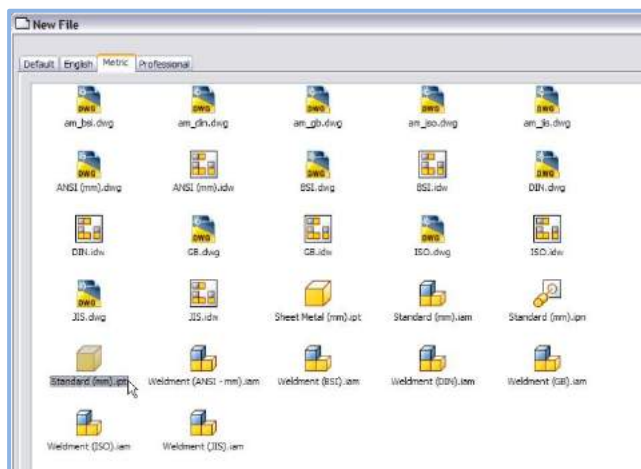 New File
Default English Metric Professional
am_bsi.dwg am_din.dwg am_gb.dwg am_iso.dwg am_jis.dwg
ANSI (mm).dwg ANSI (mm).idw BSI.dwg BSI.idw DIN.dwg
DIN.idw GB.dwg GB.idw ISO.dwg ISO.idw
JIS.dwg JIS.idw Sheet Metal (mm).ipt Standard (mm).iam Standard (mm).ipn
Standard (mm).ipt Weldment (ANSI - mm).iam Weldment (BSI).iam Weldment (DIN).iam Weldment (GB).iam
Weldment (ISO).iam Weldment (JIS).iam